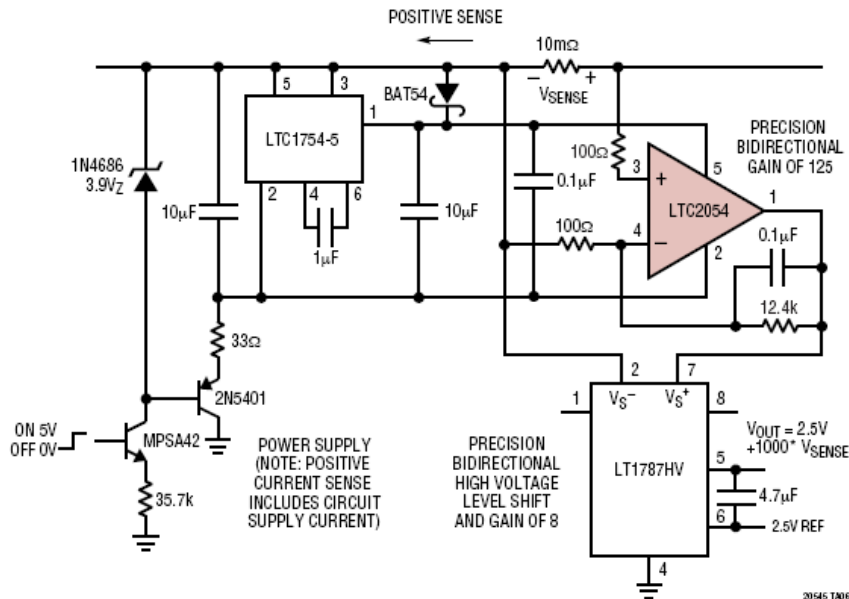 POSITIVE SENSE
10mΩ
− +
VSENSE
BAT54
5
3
1
LTC1754-5
2
4
6
1µF
1N4686
3.9VZ
10µF
10µF
0.1µF
100Ω
100Ω
3
+
4
−
5
LTC2054
1
2
PRECISION
BIDIRECTIONAL
GAIN OF 125
0.1µF
12.4k
33Ω
2N5401
ON 5V
OFF 0V
MPSA42
35.7k
POWER SUPPLY
(NOTE: POSITIVE
CURRENT SENSE
INCLUDES CIRCUIT
SUPPLY CURRENT)
PRECISION
BIDIRECTIONAL
HIGH VOLTAGE
LEVEL SHIFT
AND GAIN OF 8
2
7
1
VS−
VS+
8
LT1787HV
VOUT = 2.5V
+1000* VSENSE
5
4.7µF
6
2.5V REF
4
20545 TA06